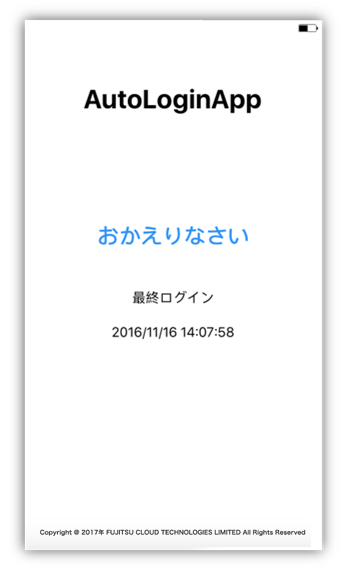 AutoLoginApp
おかえりなさい
最終ログイン
2016/11/16 14:07:58
Copyright @ 2017年 FUJITSU CLOUD TECHNOLOGIES LIMITED All Rights Reserved